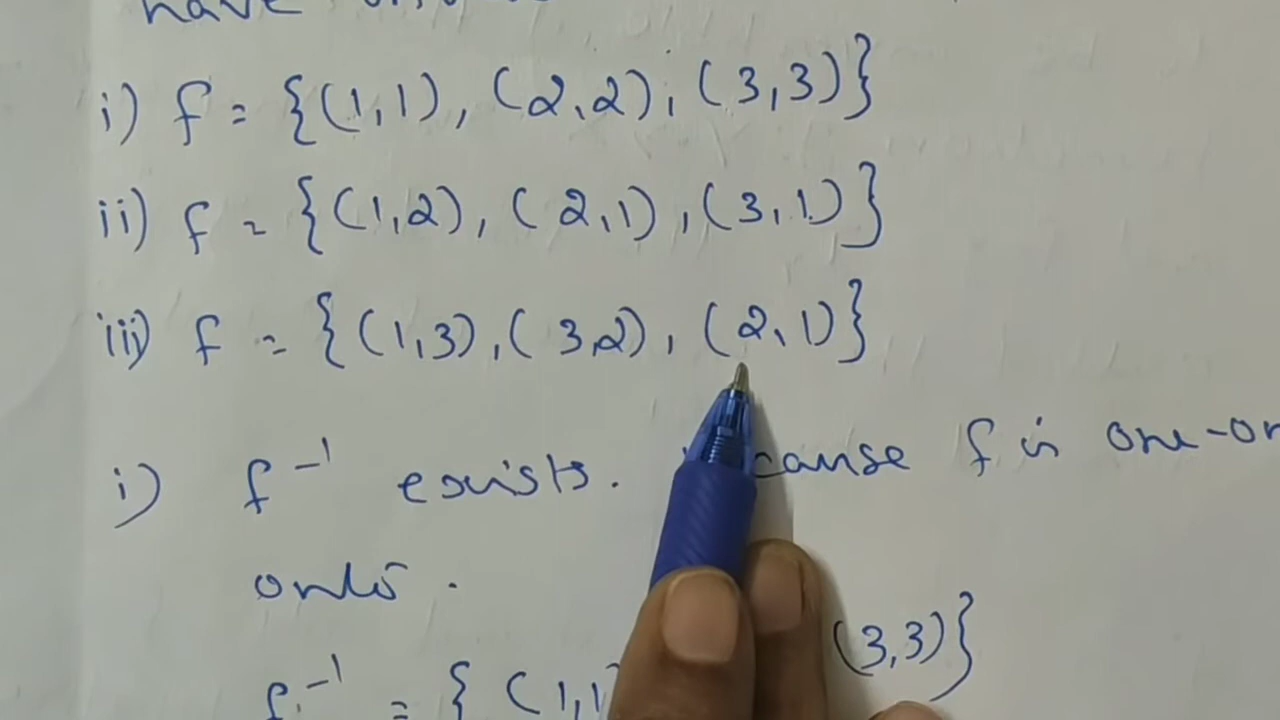 have
i) f = {(1,1), (2,2), (3,3)}
ii) f = {(1,2), (2,1), (3,1)}
iii) f = {(1,3), (3,2), (2,1)}
i) f⁻¹ exists. f is one-
onto.
f⁻¹ = { (1,1 (3,3)}